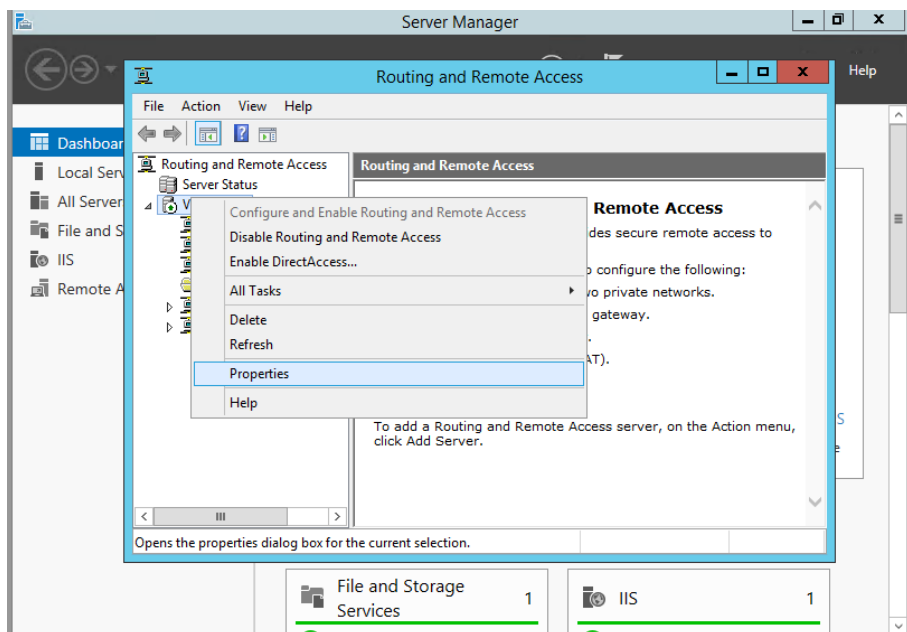 Server Manager
Help
Routing and Remote Access
File Action View Help
Dashboar
Local Serv
All Server
File and S
IIS
Remote A
Routing and Remote Access
Server Status
V
Configure and Enable Routing and Remote Access
Disable Routing and Remote Access
Enable DirectAccess...
All Tasks
Delete
Refresh
Properties
Help
Routing and Remote Access
Remote Access
des secure remote access to
configure the following:
vo private networks.
gateway.
.
AT).
To add a Routing and Remote Access server, on the Action menu,
click Add Server.
Opens the properties dialog box for the current selection.
S
File and Storage
Services
1
IIS
1